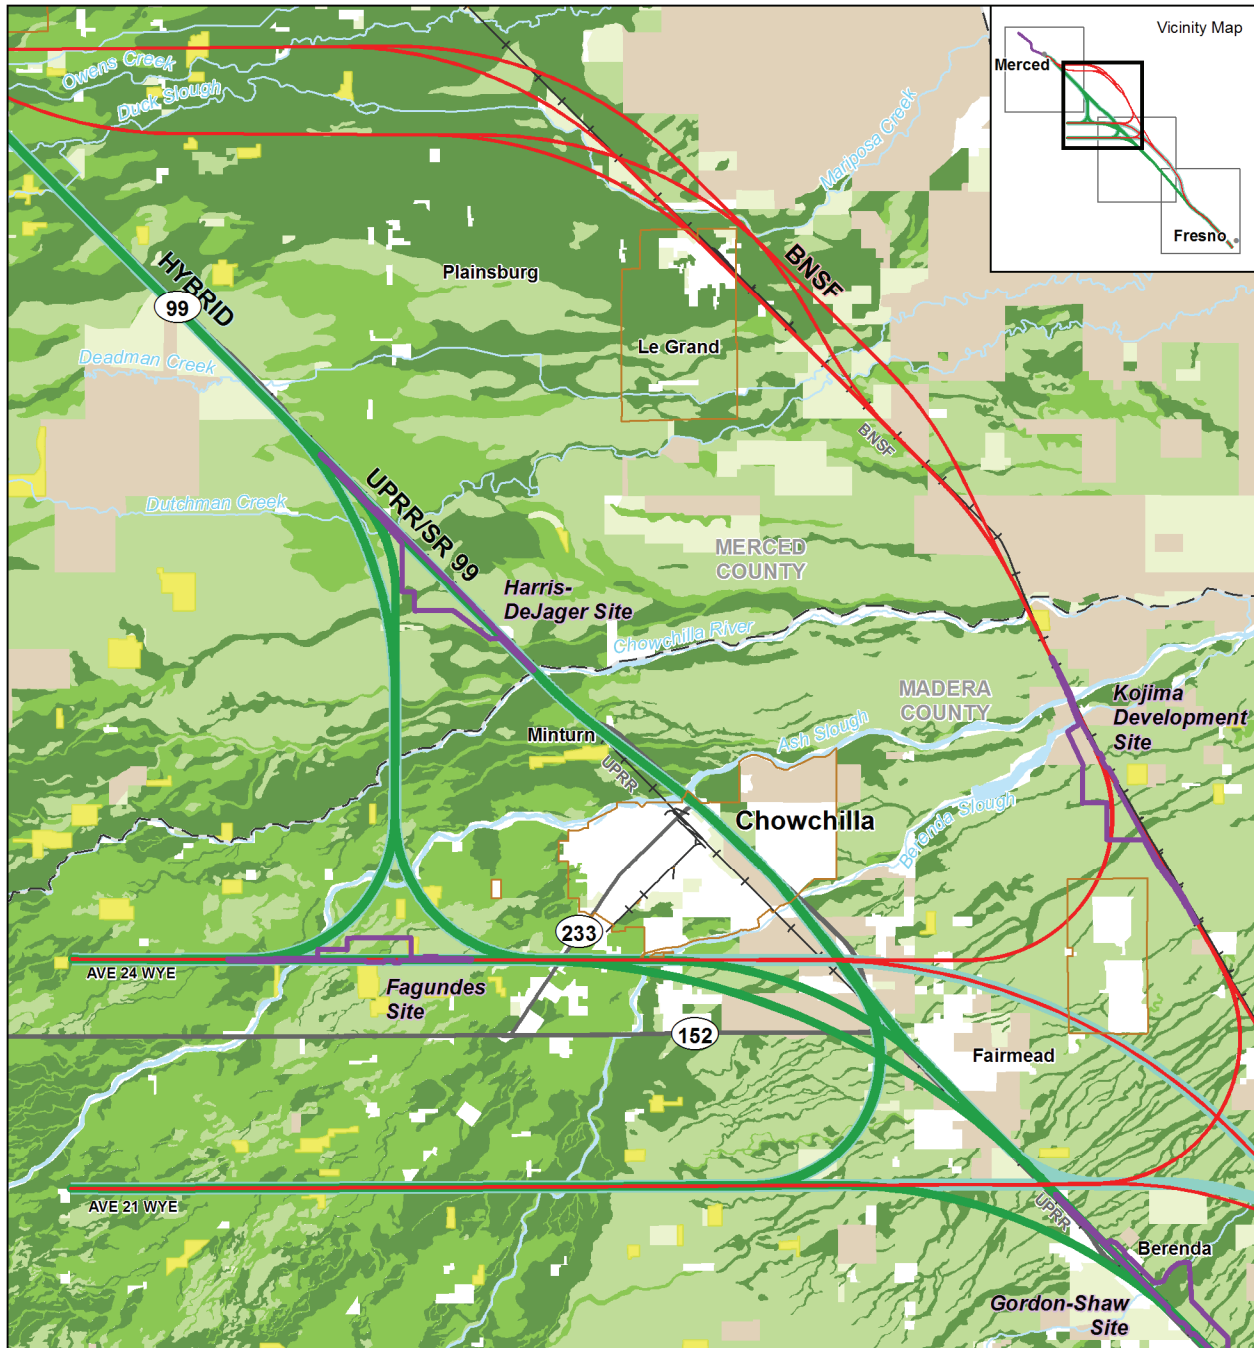 Vicinity Map
Merced
Fresno
Owens Creek
Duck Slough
Mariposa Creek
HYBRID
99
Plainsburg
BNSF
Le Grand
Deadman Creek
BNSF
UPRR/SR 99
Dutchman Creek
MERCED
COUNTY
Harris-
DeJager Site
Chowchilla River
MADERA
COUNTY
Kojima
Development
Site
Minturn
Ash Slough
UPRR
Chowchilla
Berenda Slough
233
AVE 24 WYE
Fagundes
Site
152
Fairmead
AVE 21 WYE
UPRR
Berenda
Gordon-Shaw
Site